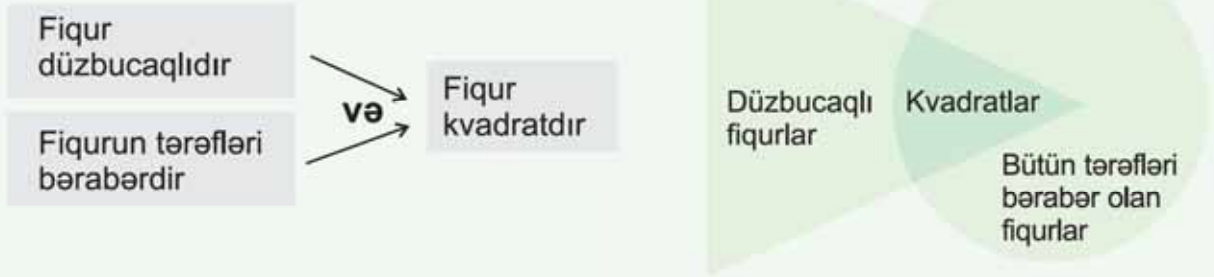 Fiqur
düzbucaqlıdır
Fiqurun tərəfləri
bərabərdir
və
Fiqur
kvadratdır
Düzbucaqlı
fiqurlar
Kvadratlar
Bütün tərəfləri
bərabər olan
fiqurlar